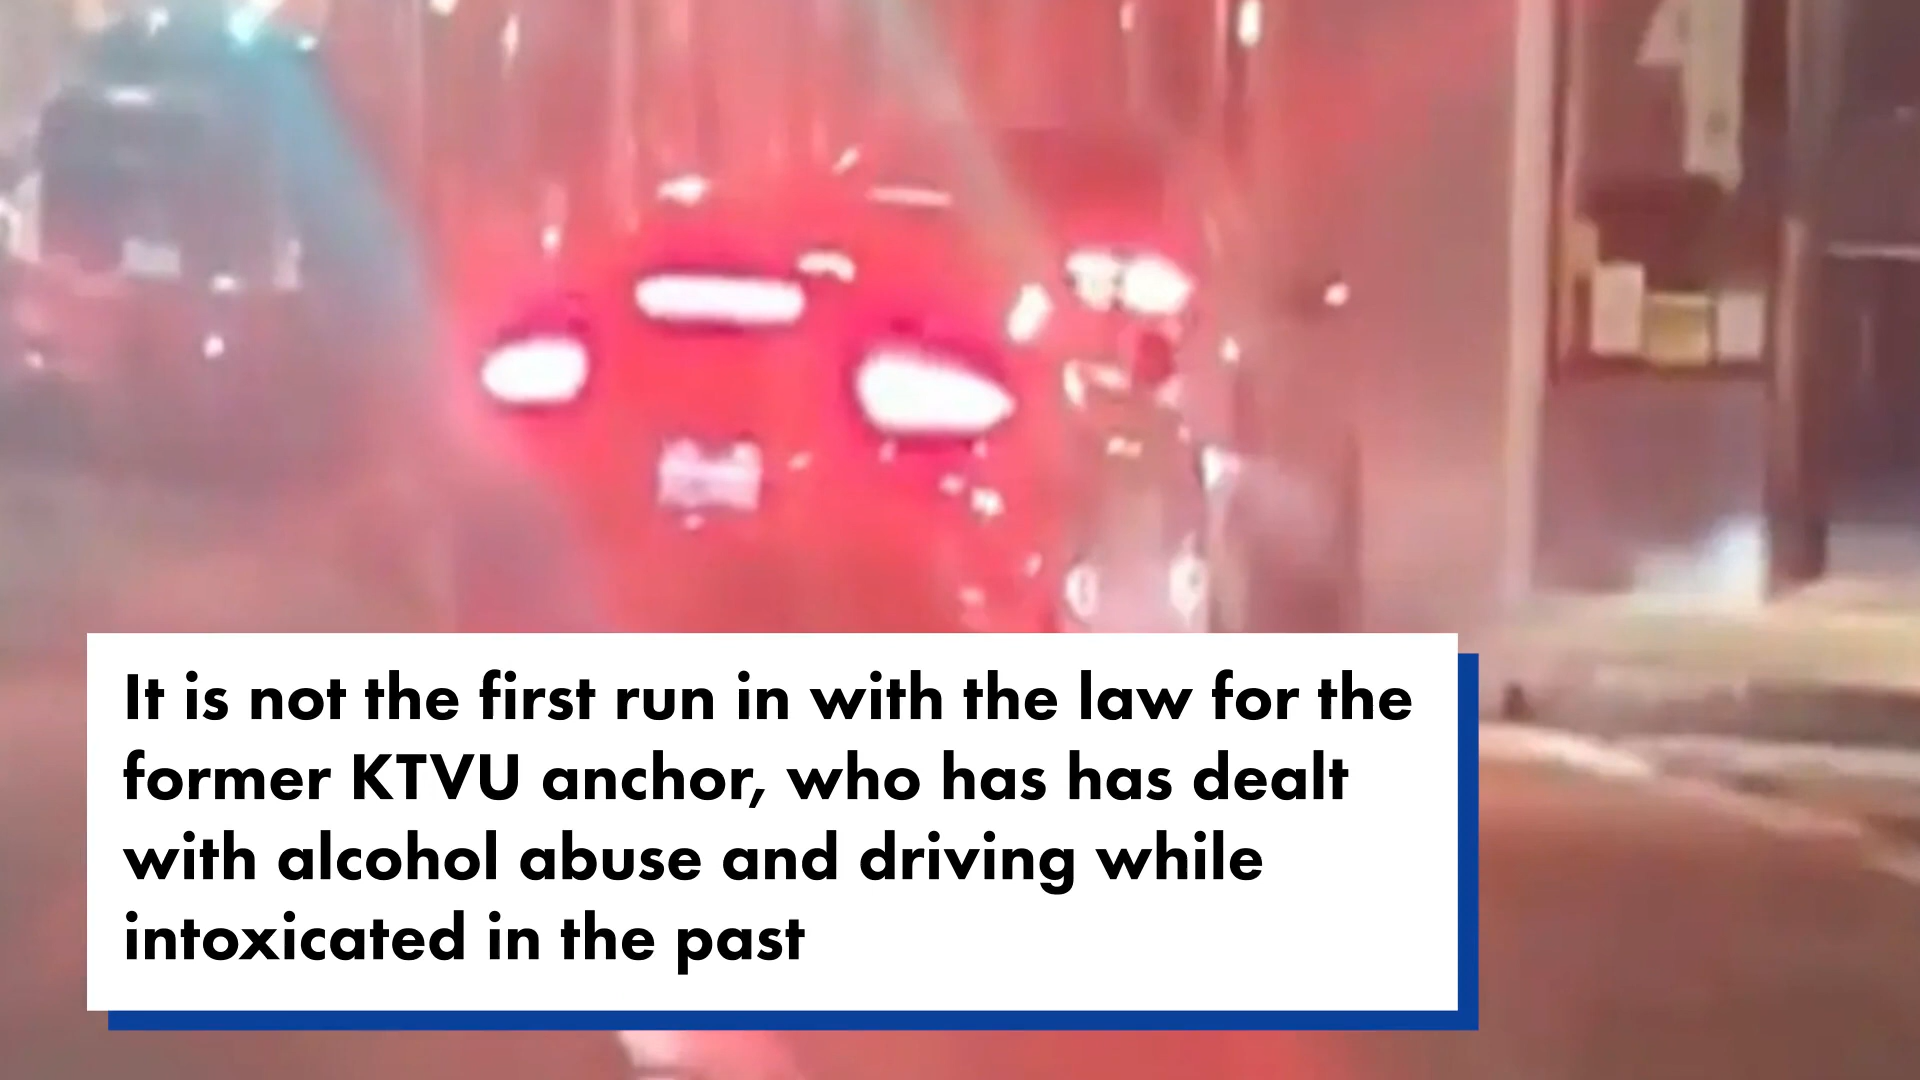 It is not the first run in with the law for the
former KTVU anchor, who has has dealt
with alcohol abuse and driving while
intoxicated in the past